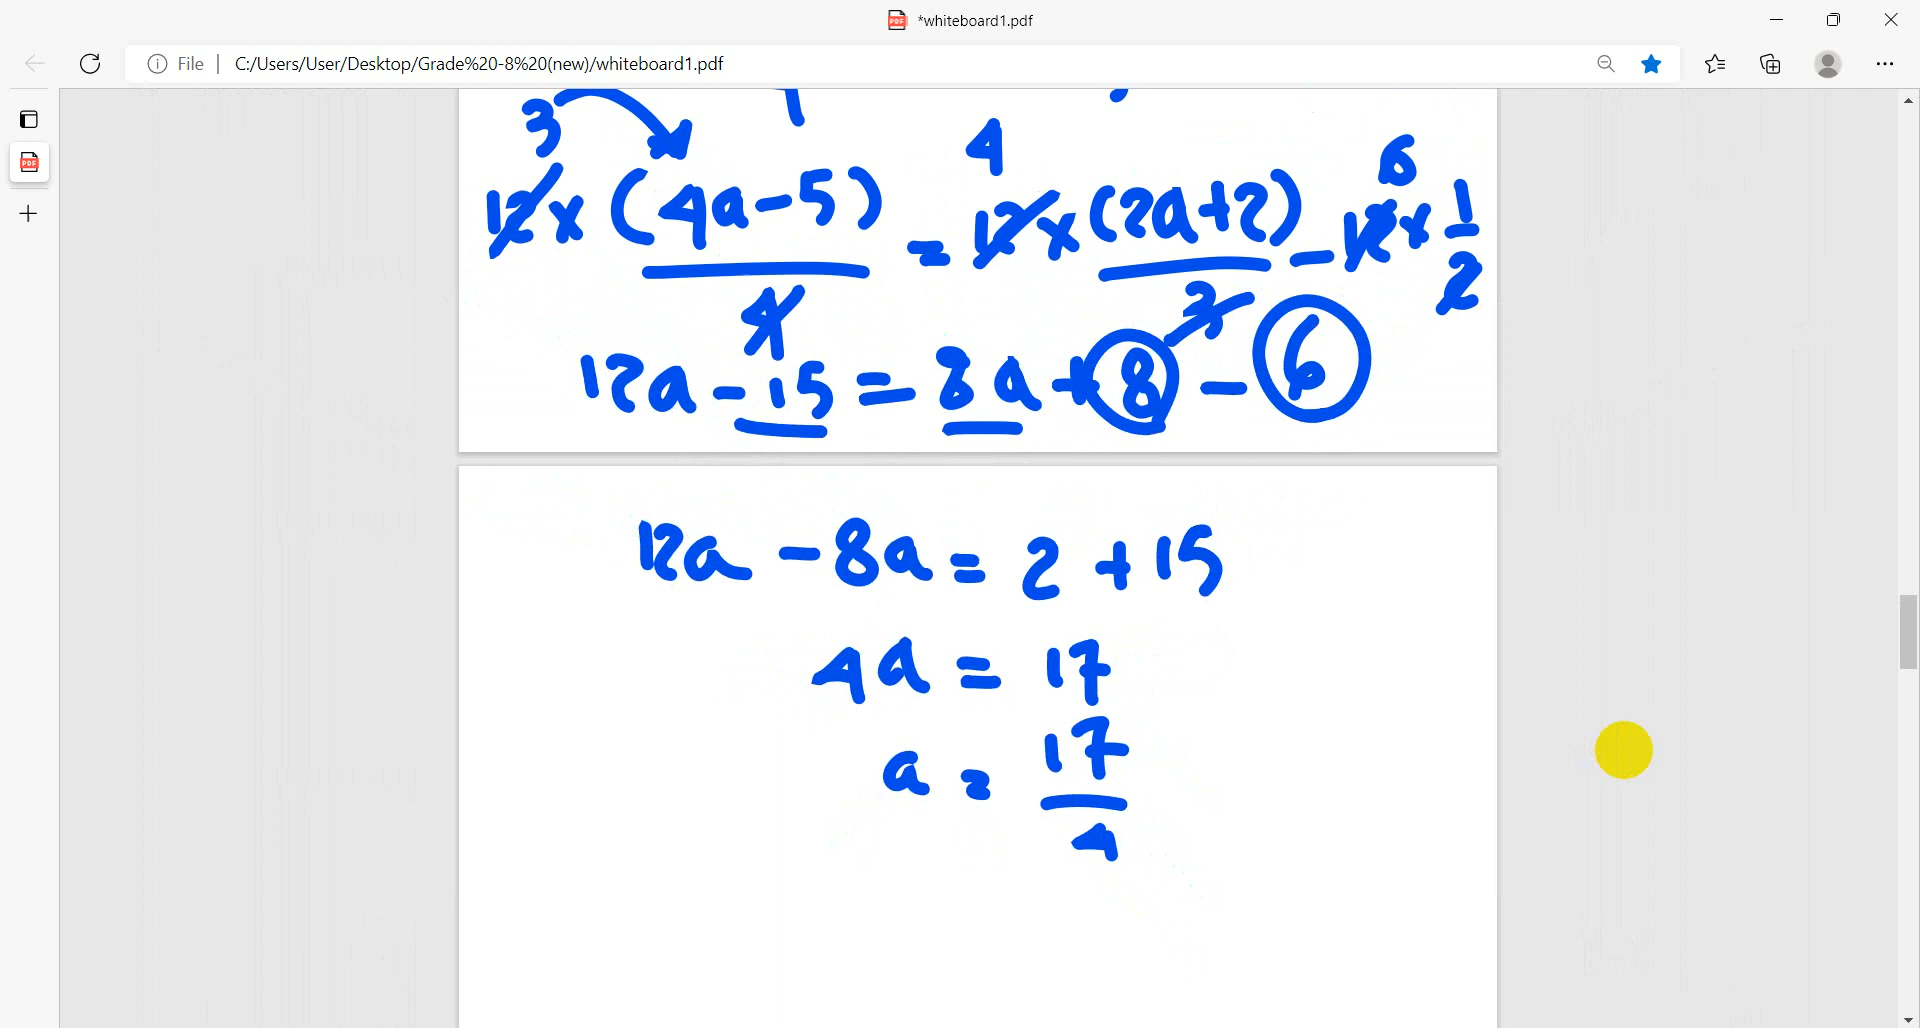 *whiteboard1.pdf
File | C:/Users/User/Desktop/Grade%20-8%20(new)/whiteboard1.pdf
3 4 6
12 x (4a-5)/4 = 12 x (2a+2)/3 - 12 x 1/2
12a - 15 = 8a + 8 - 6
12a - 8a = 2 + 15
4a = 17
a = 17/4